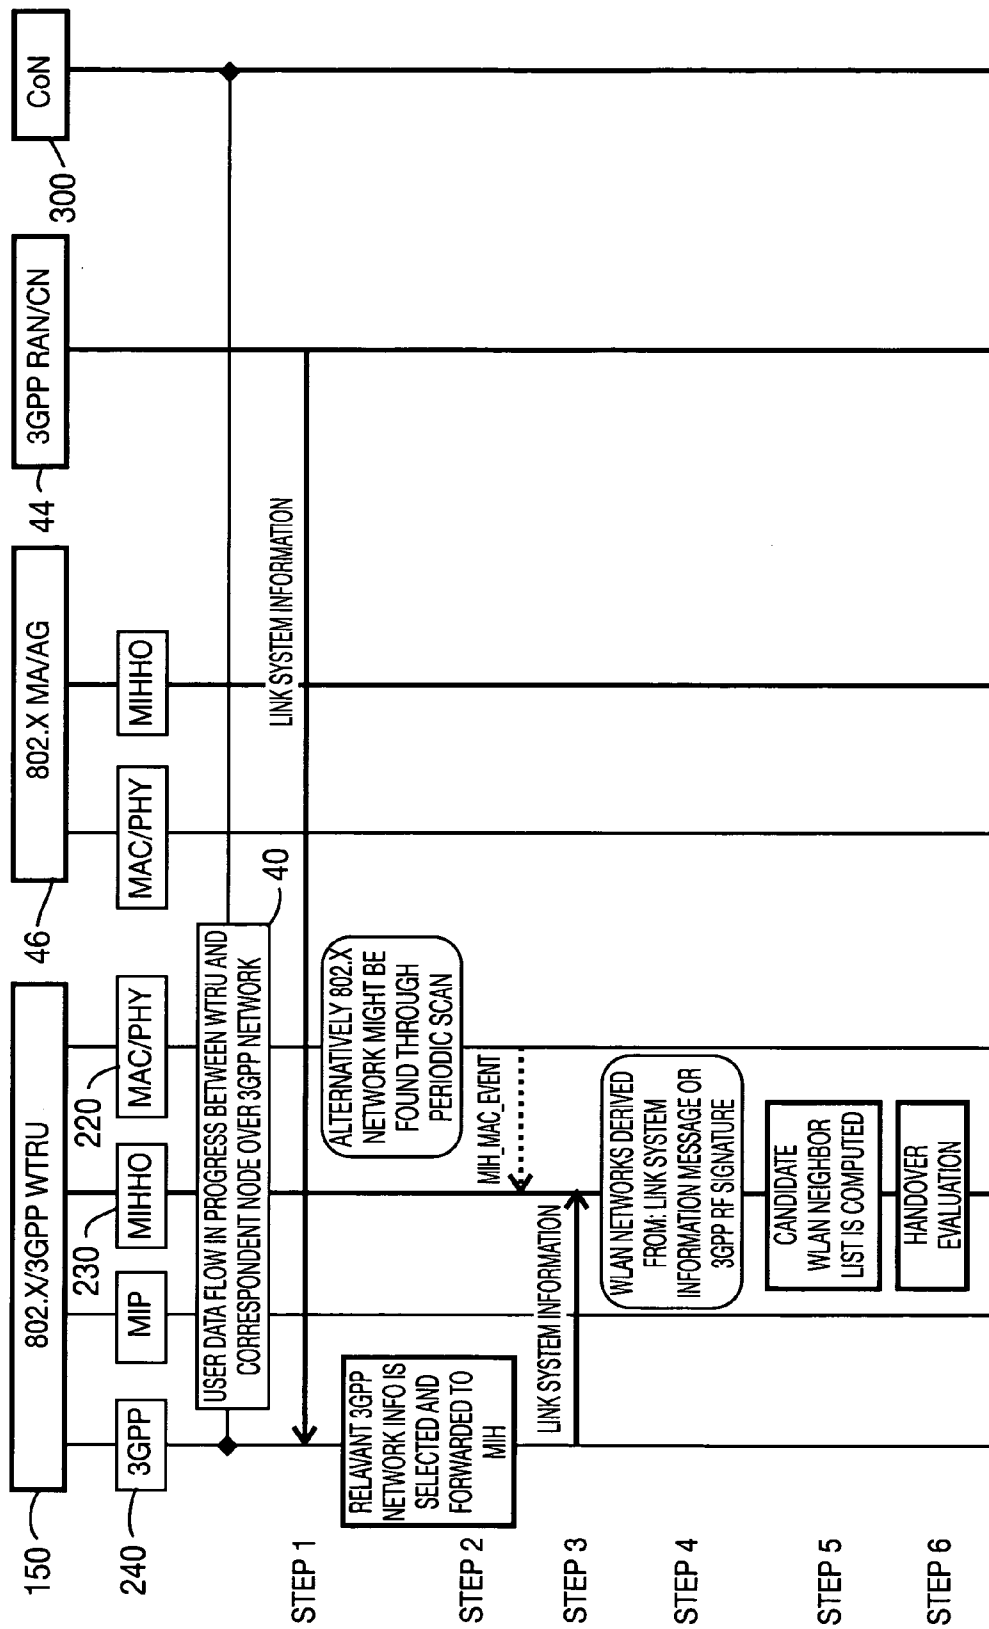 802.X/3GPP WTRU
802.X MA/AG
3GPP RAN/CN
CoN
150
46
44
300
3GPP
MIP
MIHHO
MAC/PHY
MAC/PHY
MIHHO
240
230
220
USER DATA FLOW IN PROGRESS BETWEEN WTRU AND
CORRESPONDENT NODE OVER 3GPP NETWORK
40
STEP 1
LINK SYSTEM INFORMATION
STEP 2
RELAVANT 3GPP
NETWORK INFO IS
SELECTED AND
FORWARDED TO
MIH
ALTERNATIVELY 802.X
NETWORK MIGHT BE
FOUND THROUGH
PERIODIC SCAN
MIH_MAC_EVENT
STEP 3
LINK SYSTEM INFORMATION
STEP 4
WLAN NETWORKS DERIVED
FROM: LINK SYSTEM
INFORMATION MESSAGE OR
3GPP RF SIGNATURE
STEP 5
CANDIDATE
WLAN NEIGHBOR
LIST IS COMPUTED
STEP 6
HANDOVER
EVALUATION